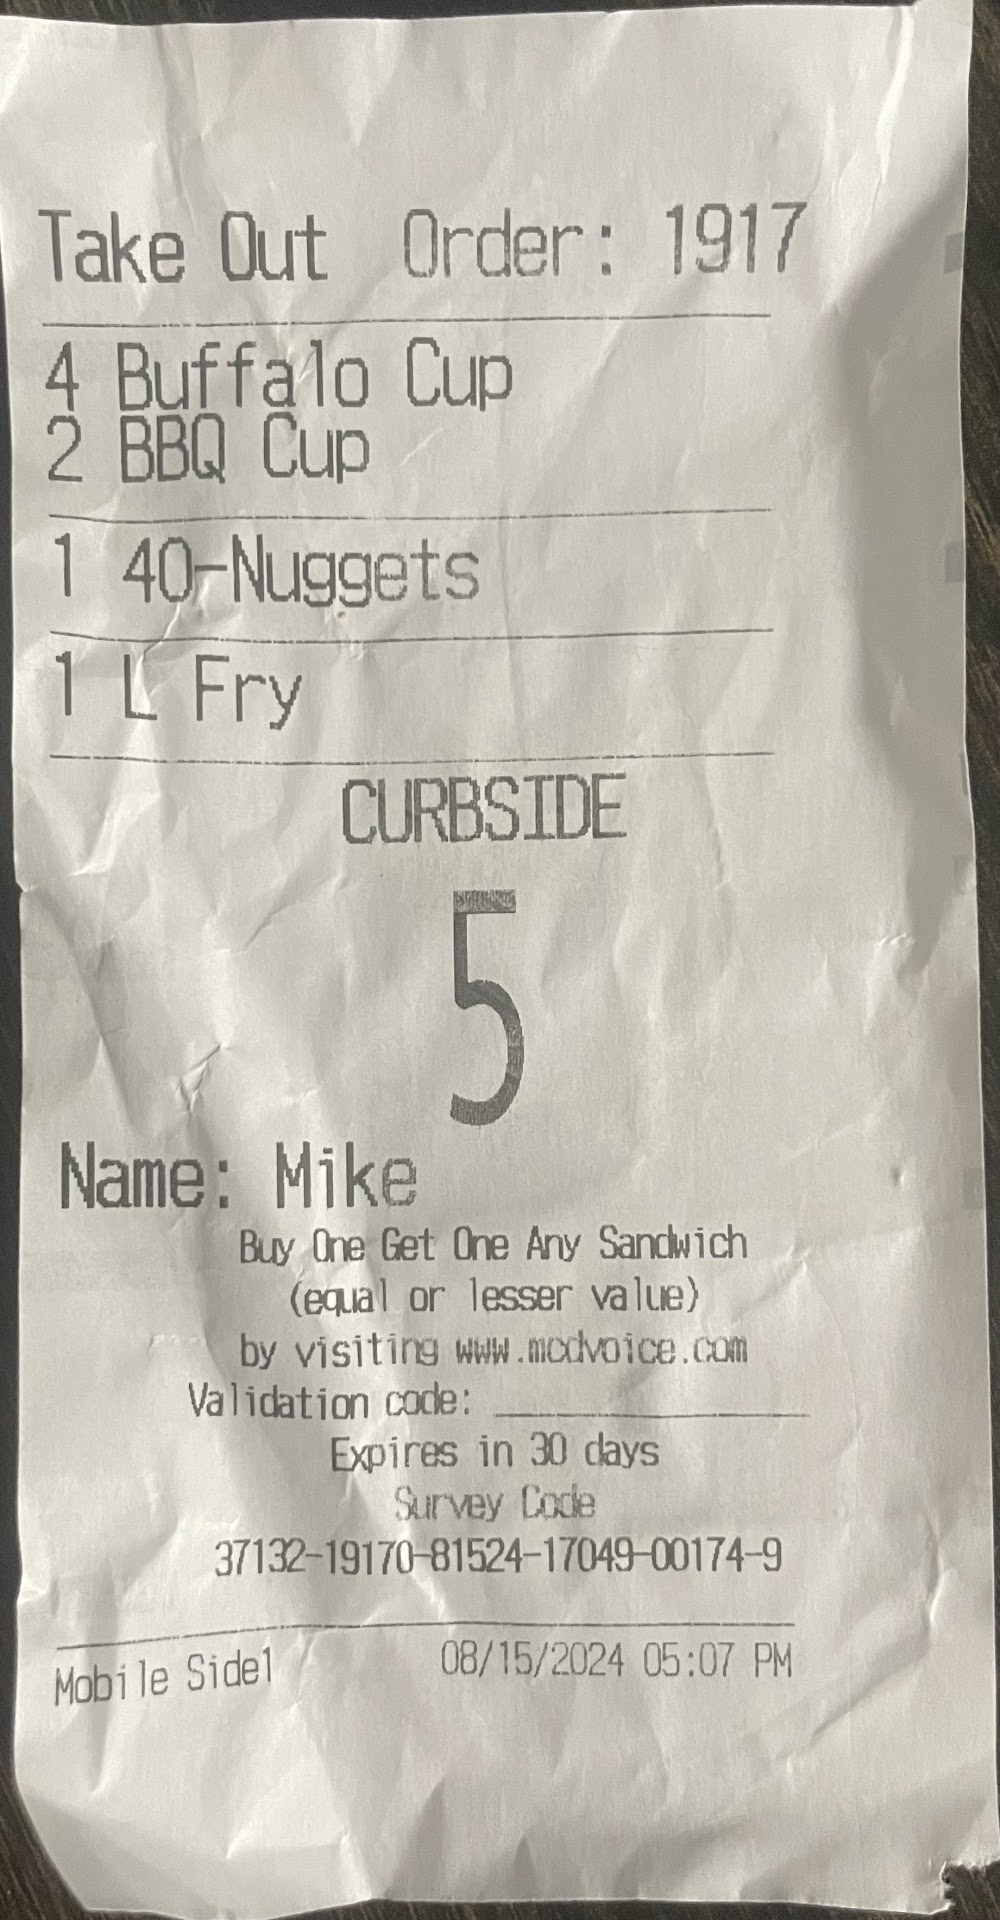 Take Out Order: 1917
4 Buffalo Cup
2 BBQ Cup
1 40-Nuggets
1 L Fry
CURBSIDE
5
Name: Mike
Buy One Get One Any Sandwich
(equal or lesser value)
by visiting www.mcdvoice.com
Validation code: ____________
Expires in 30 days
Survey Code
37132-19170-81524-17049-00174-9
Mobile Side1 08/15/2024 05:07 PM